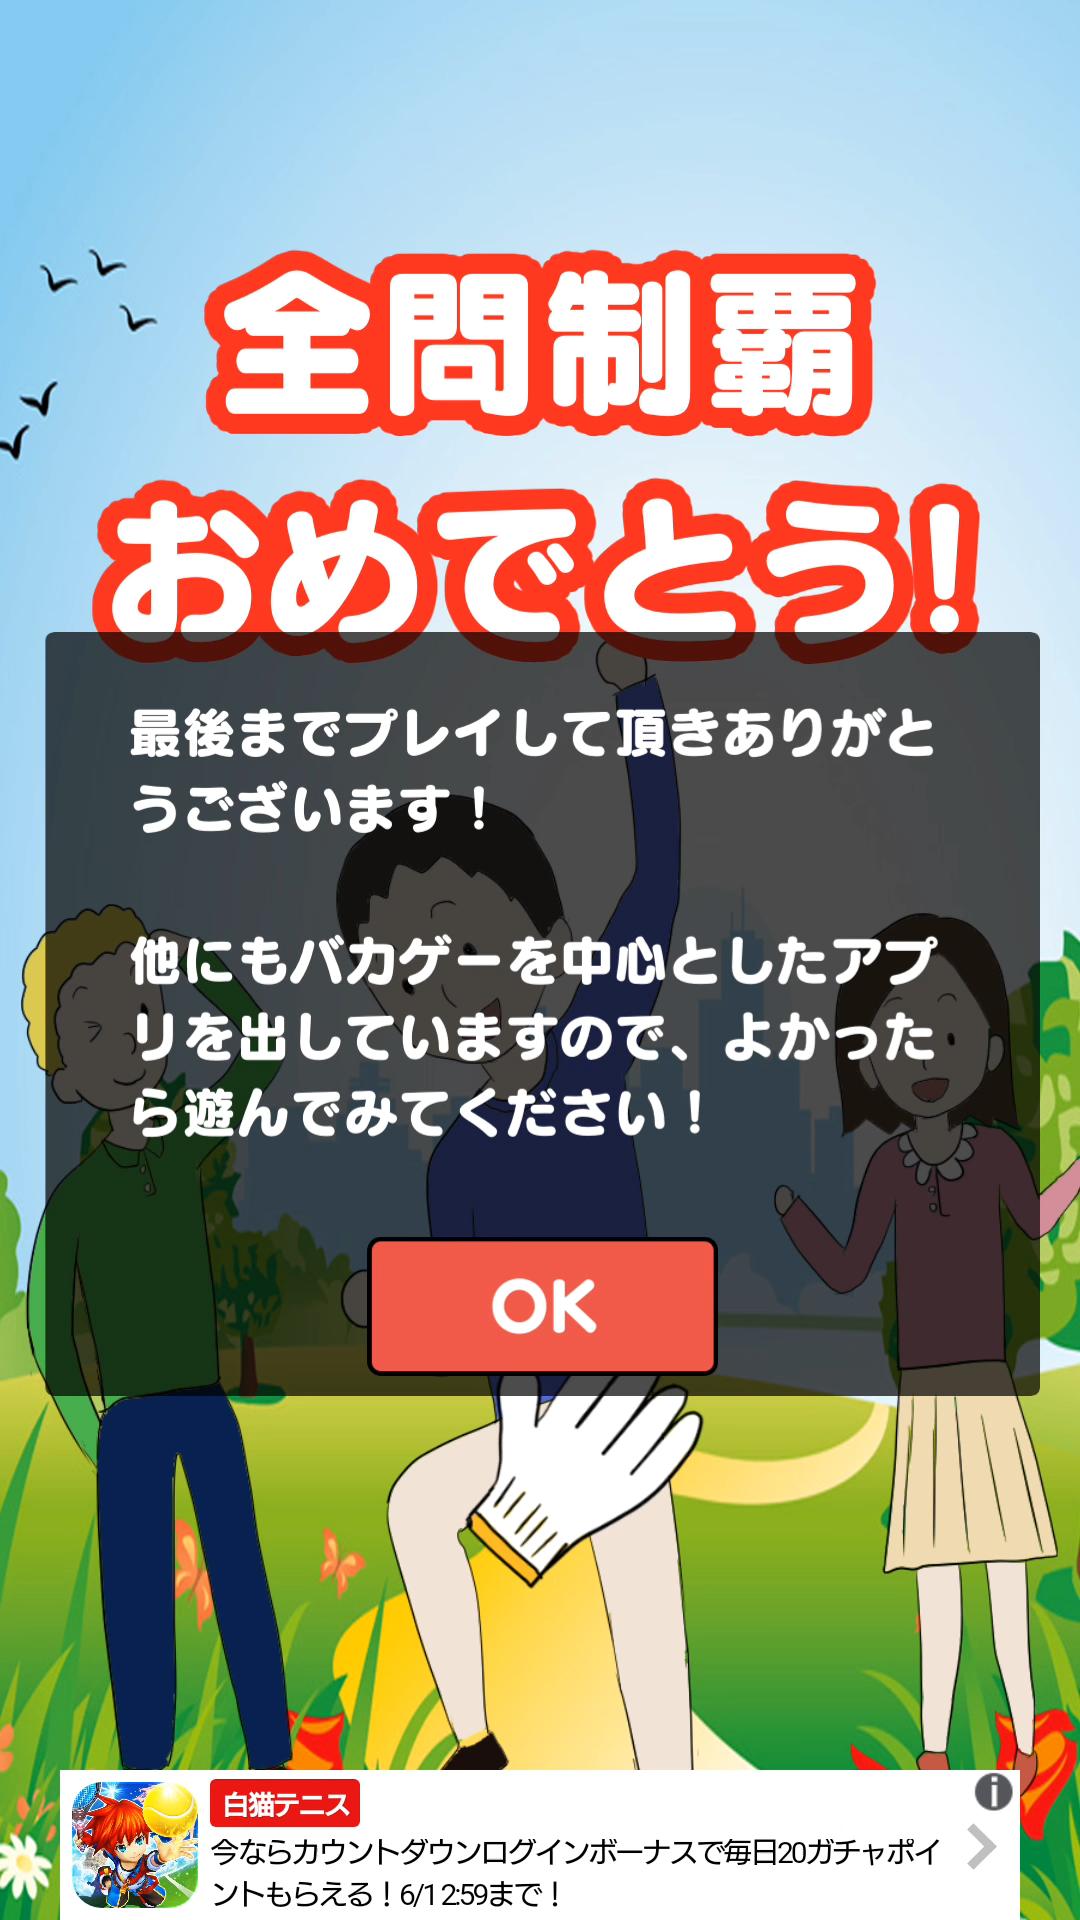 全問制覇
おめでとう!
最後までプレイして頂きありがと
うございます！
他にもバカゲーを中心としたアプ
リを出していますので、よかった
ら遊んでみてください！
OK
白猫テニス
今ならカウントダウンログインボーナスで毎日20ガチャポイ
ントもらえる！6/1 2:59まで！